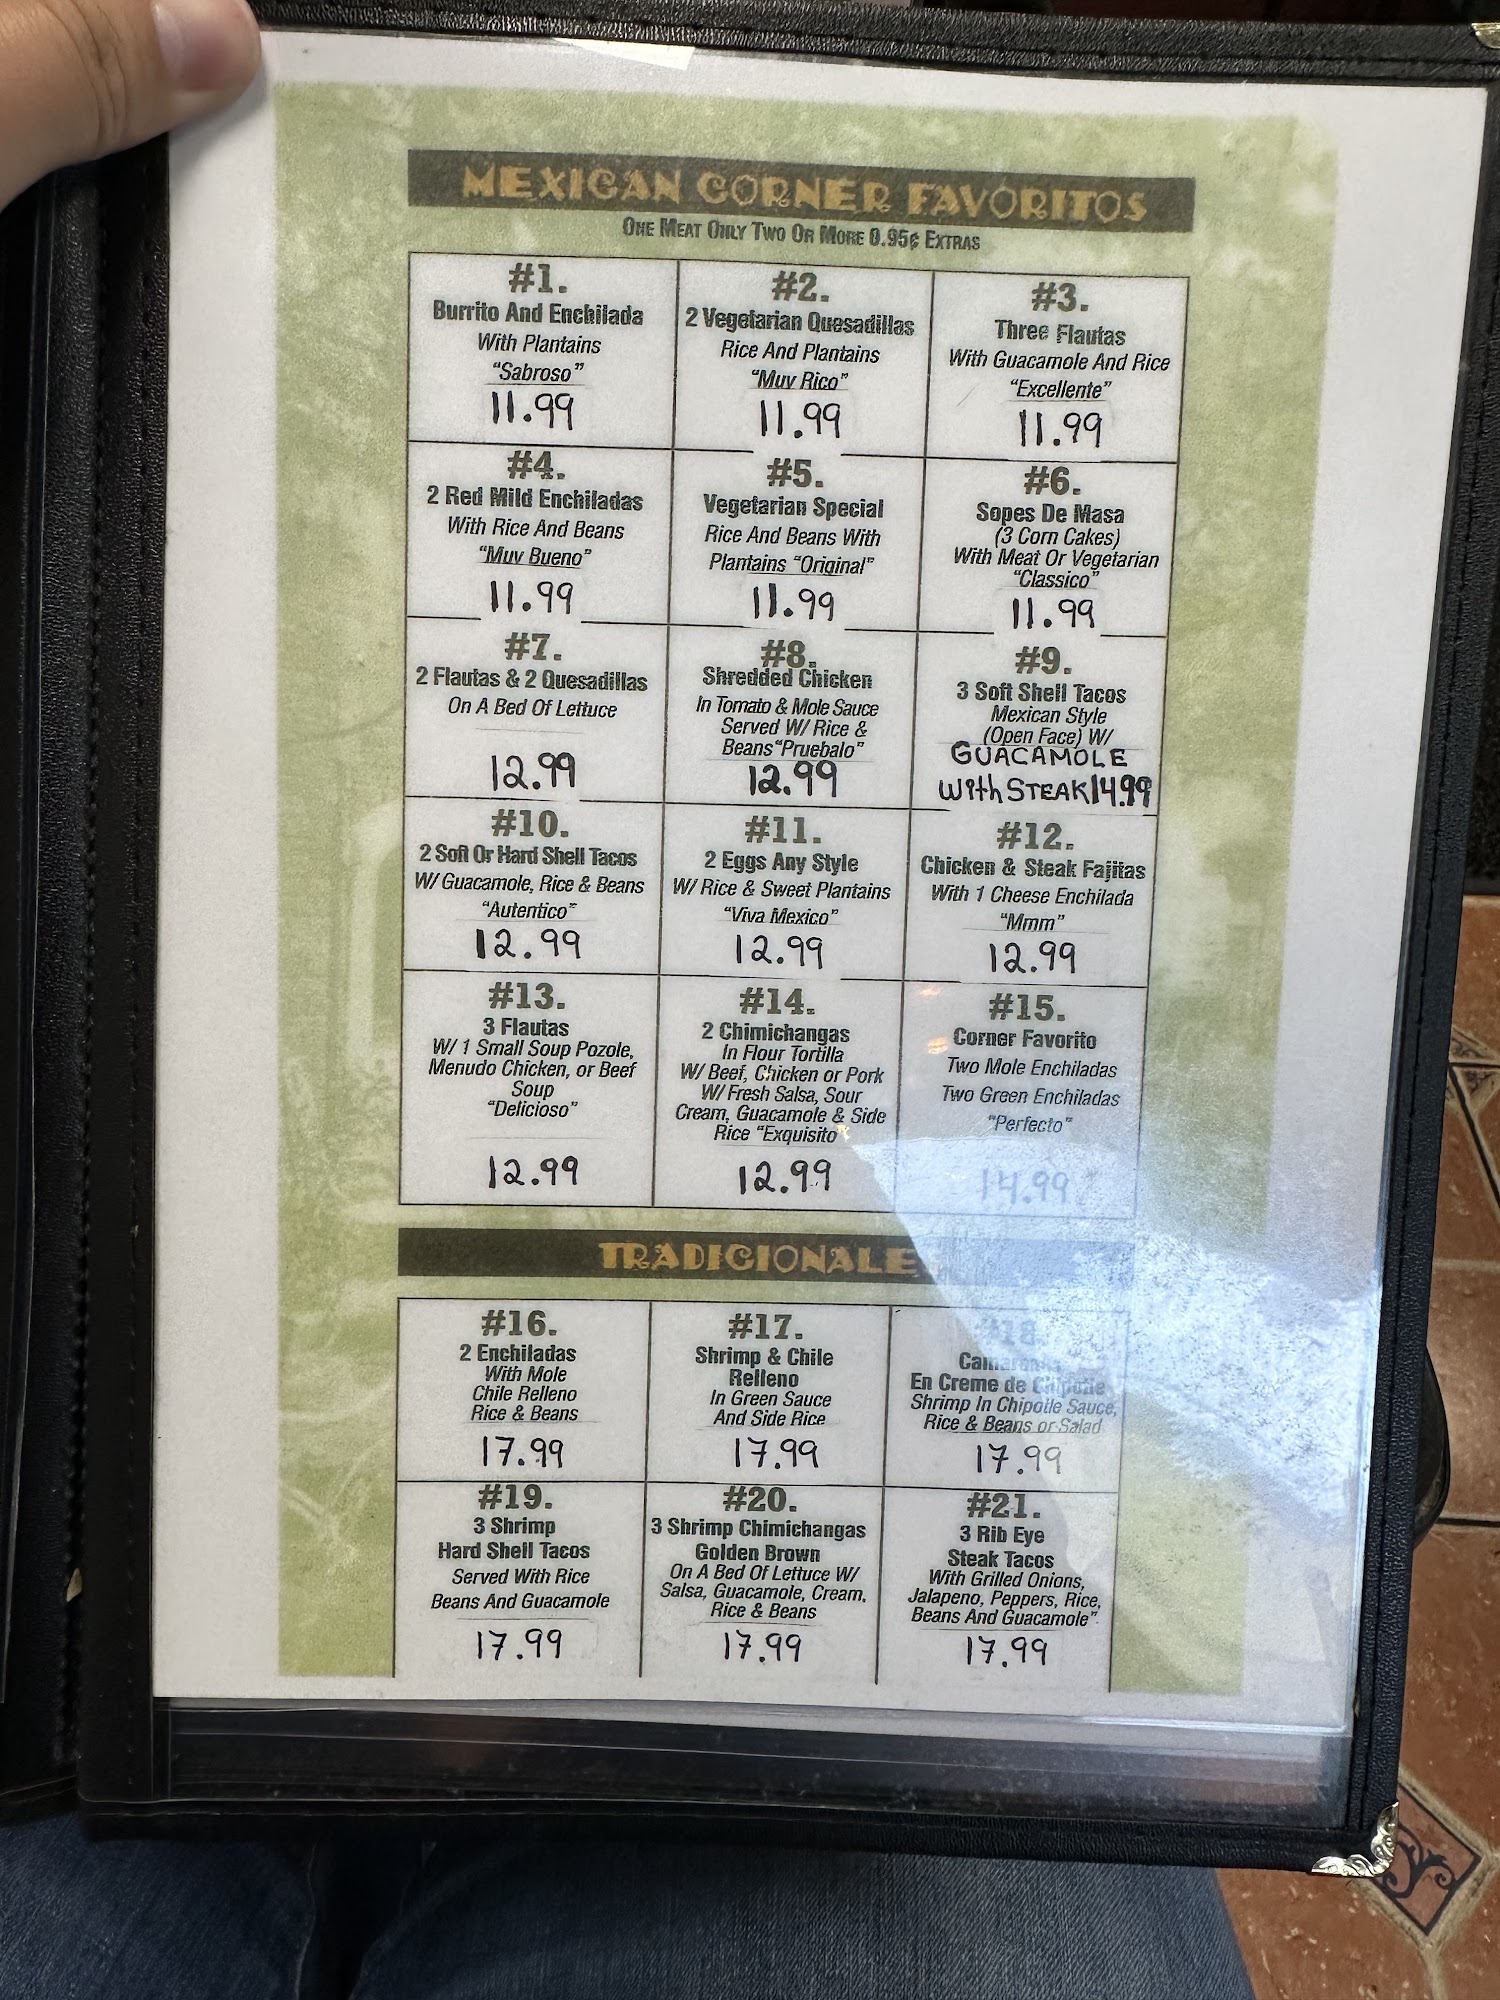 MEXICAN CORNER FAVORITOS
One Meat Only Two Or More 0.95¢ Extras
#1.
Burrito And Enchilada
With Plantains
“Sabroso”
11.99
#2.
2 Vegetarian Quesadillas
Rice And Plantains
“Muy Rico”
11.99
#3.
Three Flautas
With Guacamole And Rice
“Excellente”
11.99
#4.
2 Red Mild Enchiladas
With Rice And Beans
“Muy Bueno”
11.99
#5.
Vegetarian Special
Rice And Beans With
Plantains “Original”
11.99
#6.
Sopes De Masa
(3 Corn Cakes)
With Meat Or Vegetarian
“Classico”
11.99
#7.
2 Flautas & 2 Quesadillas
On A Bed Of Lettuce
12.99
#8.
Shredded Chicken
In Tomato & Mole Sauce
Served W/ Rice &
Beans“Pruebalo”
12.99
#9.
3 Soft Shell Tacos
Mexican Style
(Open Face) W/
GUACAMOLE
With STEAK 14.99
#10.
2 Soft Or Hard Shell Tacos
W/ Guacamole, Rice & Beans
“Autentico”
12.99
#11.
2 Eggs Any Style
W/ Rice & Sweet Plantains
“Viva Mexico”
12.99
#12.
Chicken & Steak Fajitas
With 1 Cheese Enchilada
“Mmm”
12.99
#13.
3 Flautas
W/ 1 Small Soup Pozole,
Menudo Chicken, or Beef
Soup
“Delicioso”
12.99
#14.
2 Chimichangas
In Flour Tortilla
W/ Beef, Chicken or Pork
W/ Fresh Salsa, Sour
Cream, Guacamole & Side
Rice “Exquisito
12.99
#15.
Corner Favorito
Two Mole Enchiladas
Two Green Enchiladas
“Perfecto”
14.99
TRADICIONALE
#16.
2 Enchiladas
With Mole
Chile Relleno
Rice & Beans
17.99
#17.
Shrimp & Chile
Relleno
In Green Sauce
And Side Rice
17.99
#18.
En Creme de Chipotle
Shrimp In Chipotle Sauce,
Rice & Beans or Salad
17.99
#19.
3 Shrimp
Hard Shell Tacos
Served With Rice
Beans And Guacamole
17.99
#20.
3 Shrimp Chimichangas
Golden Brown
On A Bed Of Lettuce W/
Salsa, Guacamole, Cream,
Rice & Beans
17.99
#21.
3 Rib Eye
Steak Tacos
With Grilled Onions,
Jalapeno, Peppers, Rice,
Beans And Guacamole”
17.99